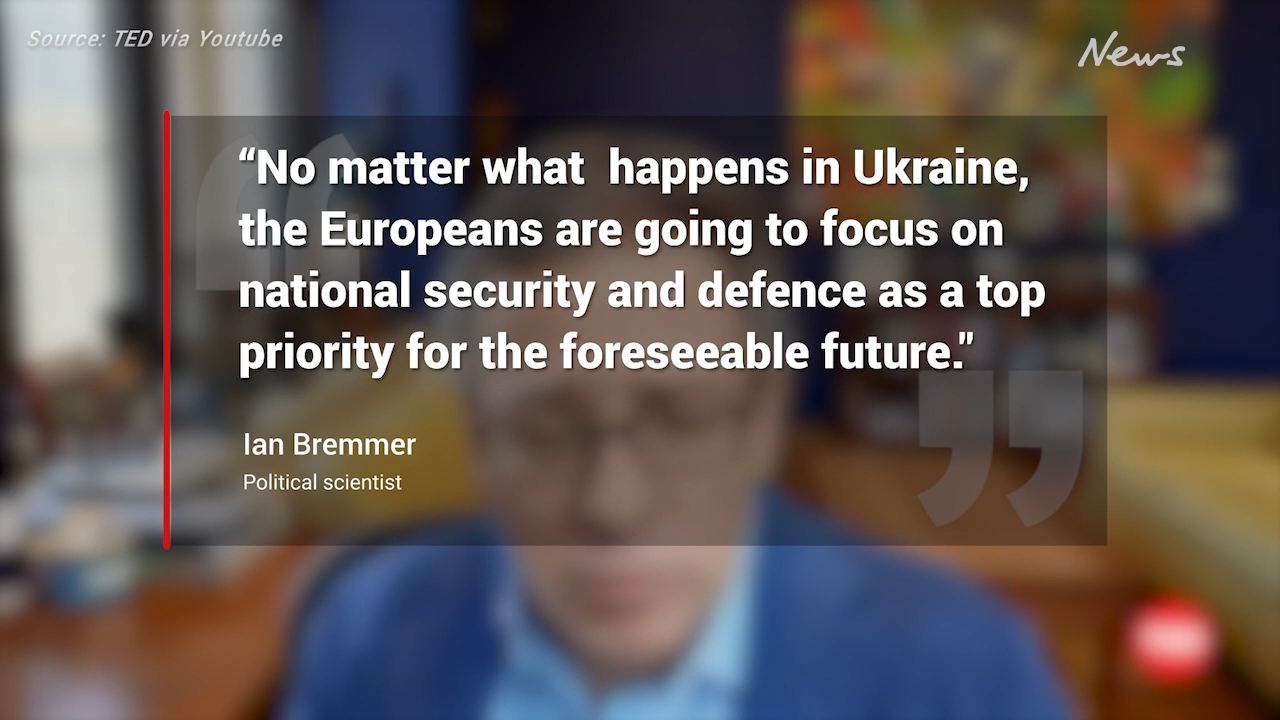 Source: TED via Youtube
News
“No matter what  happens in Ukraine,
the Europeans are going to focus on
national security and defence as a top
priority for the foreseeable future.”
Ian Bremmer
Political scientist